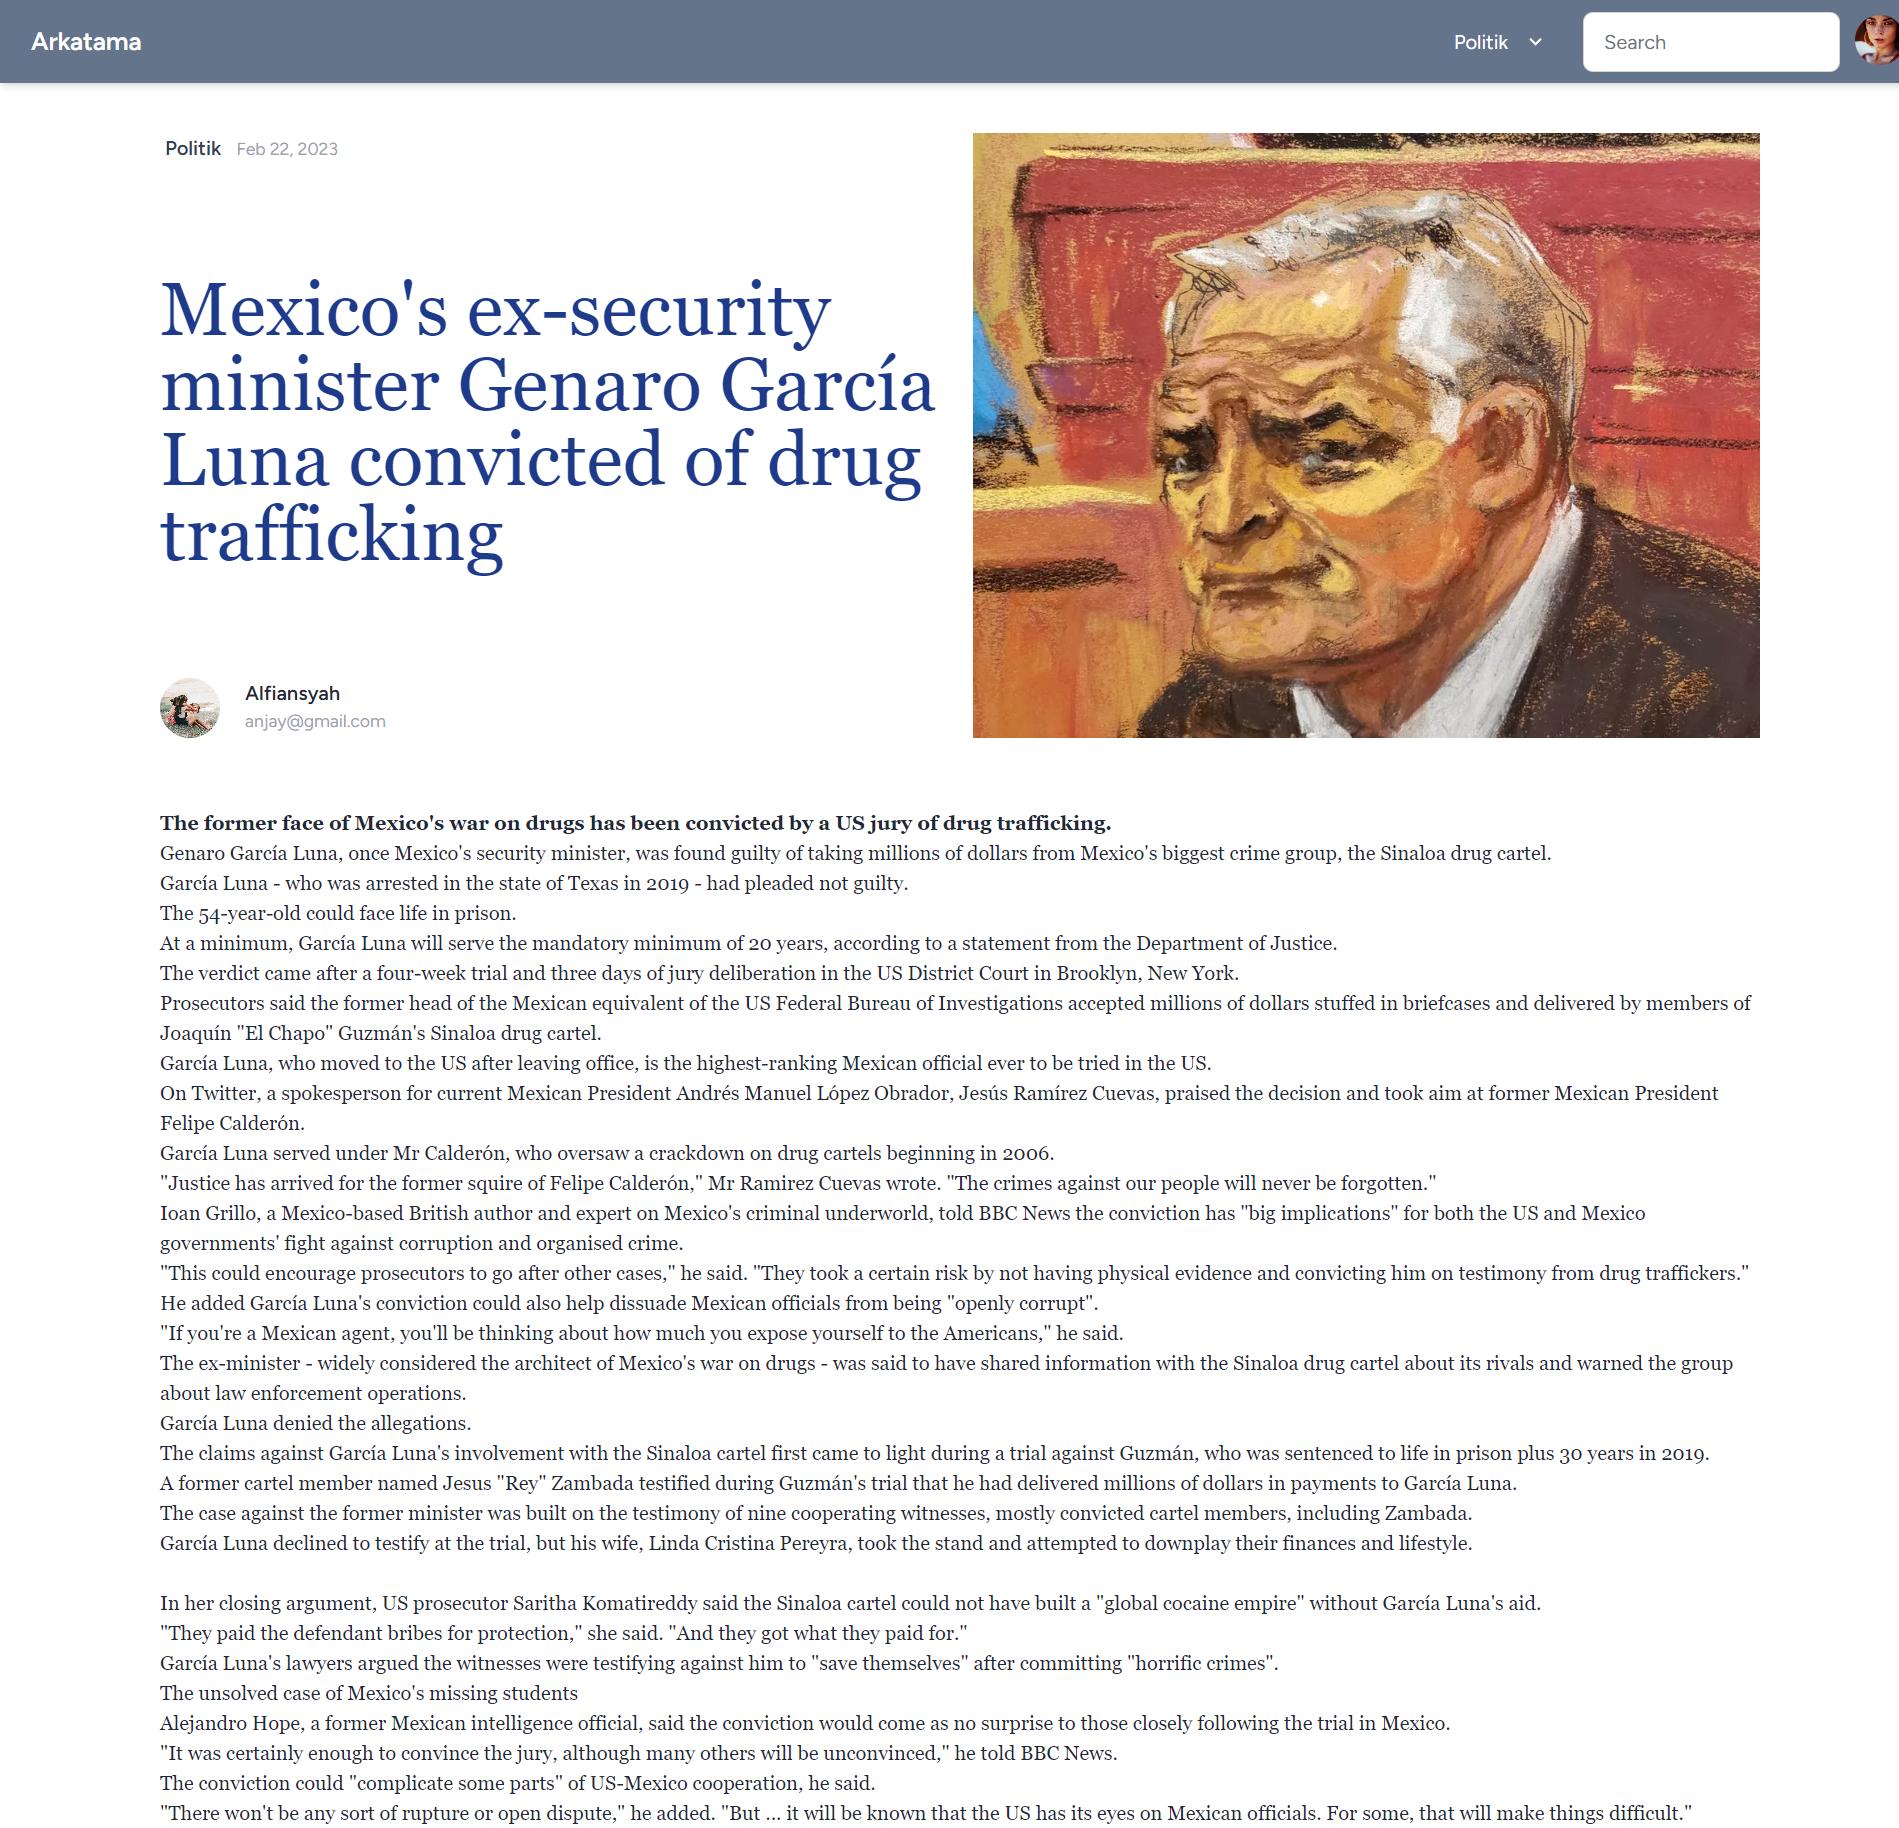 Arkatama
Politik
Search
Politik Feb 22, 2023
Mexico's ex-security
minister Genaro García
Luna convicted of drug
trafficking
Alfiansyah
anjay@gmail.com
The former face of Mexico's war on drugs has been convicted by a US jury of drug trafficking.
Genaro García Luna, once Mexico's security minister, was found guilty of taking millions of dollars from Mexico's biggest crime group, the Sinaloa drug cartel.
García Luna - who was arrested in the state of Texas in 2019 - had pleaded not guilty.
The 54-year-old could face life in prison.
At a minimum, García Luna will serve the mandatory minimum of 20 years, according to a statement from the Department of Justice.
The verdict came after a four-week trial and three days of jury deliberation in the US District Court in Brooklyn, New York.
Prosecutors said the former head of the Mexican equivalent of the US Federal Bureau of Investigations accepted millions of dollars stuffed in briefcases and delivered by members of
Joaquín "El Chapo" Guzmán's Sinaloa drug cartel.
García Luna, who moved to the US after leaving office, is the highest-ranking Mexican official ever to be tried in the US.
On Twitter, a spokesperson for current Mexican President Andrés Manuel López Obrador, Jesús Ramírez Cuevas, praised the decision and took aim at former Mexican President
Felipe Calderón.
García Luna served under Mr Calderón, who oversaw a crackdown on drug cartels beginning in 2006.
"Justice has arrived for the former squire of Felipe Calderón," Mr Ramirez Cuevas wrote. "The crimes against our people will never be forgotten."
Ioan Grillo, a Mexico-based British author and expert on Mexico's criminal underworld, told BBC News the conviction has "big implications" for both the US and Mexico
governments' fight against corruption and organised crime.
"This could encourage prosecutors to go after other cases," he said. "They took a certain risk by not having physical evidence and convicting him on testimony from drug traffickers."
He added García Luna's conviction could also help dissuade Mexican officials from being "openly corrupt".
"If you're a Mexican agent, you'll be thinking about how much you expose yourself to the Americans," he said.
The ex-minister - widely considered the architect of Mexico's war on drugs - was said to have shared information with the Sinaloa drug cartel about its rivals and warned the group
about law enforcement operations.
García Luna denied the allegations.
The claims against García Luna's involvement with the Sinaloa cartel first came to light during a trial against Guzmán, who was sentenced to life in prison plus 30 years in 2019.
A former cartel member named Jesus "Rey" Zambada testified during Guzmán's trial that he had delivered millions of dollars in payments to García Luna.
The case against the former minister was built on the testimony of nine cooperating witnesses, mostly convicted cartel members, including Zambada.
García Luna declined to testify at the trial, but his wife, Linda Cristina Pereyra, took the stand and attempted to downplay their finances and lifestyle.
In her closing argument, US prosecutor Saritha Komatireddy said the Sinaloa cartel could not have built a "global cocaine empire" without García Luna's aid.
"They paid the defendant bribes for protection," she said. "And they got what they paid for."
García Luna's lawyers argued the witnesses were testifying against him to "save themselves" after committing "horrific crimes".
The unsolved case of Mexico's missing students
Alejandro Hope, a former Mexican intelligence official, said the conviction would come as no surprise to those closely following the trial in Mexico.
"It was certainly enough to convince the jury, although many others will be unconvinced," he told BBC News.
The conviction could "complicate some parts" of US-Mexico cooperation, he said.
"There won't be any sort of rupture or open dispute," he added. "But ... it will be known that the US has its eyes on Mexican officials. For some, that will make things difficult."